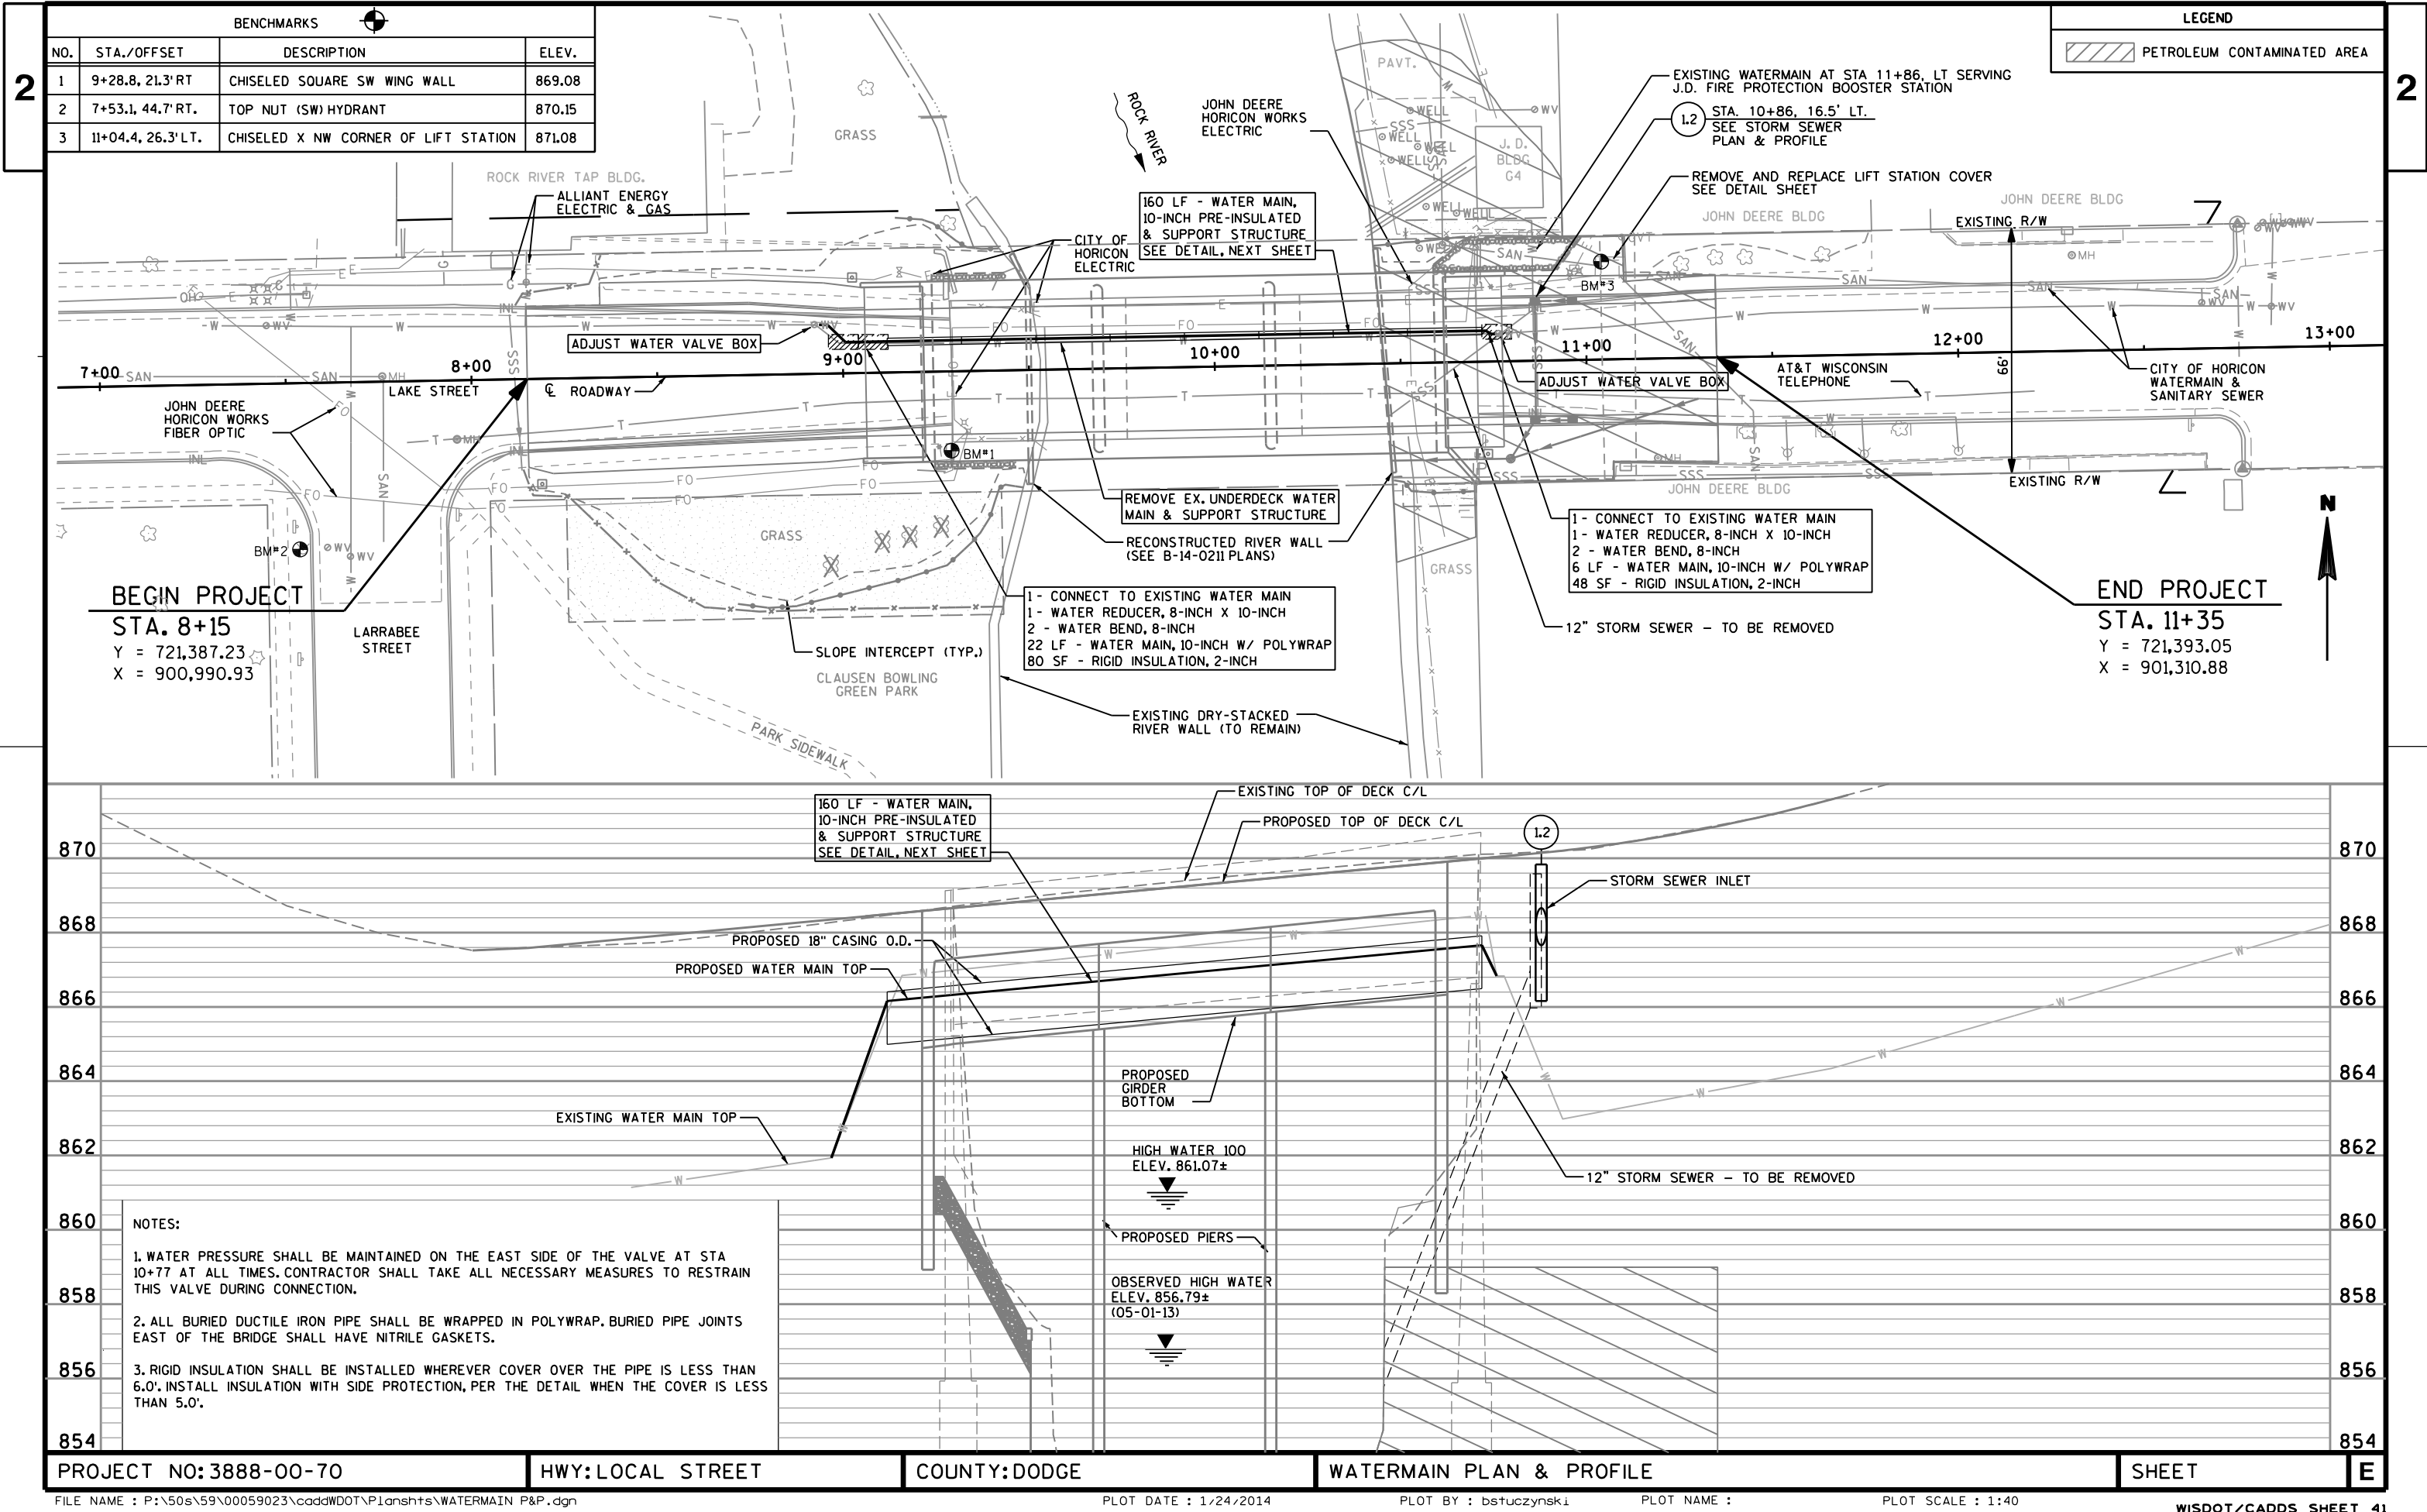 BENCHMARKS
NO. STA./OFFSET DESCRIPTION ELEV.
1 9+28.8, 21.3' RT CHISELED SQUARE SW WING WALL 869.08
2 7+53.1, 44.7' RT. TOP NUT (SW) HYDRANT 870.15
3 11+04.4, 26.3' LT. CHISELED X NW CORNER OF LIFT STATION 871.08
2
2
LEGEND
PETROLEUM CONTAMINATED AREA
ROCK RIVER TAP BLDG.
ALLIANT ENERGY
ELECTRIC & GAS
GRASS
ROCK RIVER
JOHN DEERE
HORICON WORKS
ELECTRIC
PAVT.
WELL
J. D.
BLDG
G4
EXISTING WATERMAIN AT STA 11+86, LT SERVING
J.D. FIRE PROTECTION BOOSTER STATION
1.2
STA. 10+86, 16.5' LT.
SEE STORM SEWER
PLAN & PROFILE
REMOVE AND REPLACE LIFT STATION COVER
SEE DETAIL SHEET
JOHN DEERE BLDG
JOHN DEERE BLDG
EXISTING R/W
160 LF - WATER MAIN,
10-INCH PRE-INSULATED
& SUPPORT STRUCTURE
SEE DETAIL, NEXT SHEET
CITY OF
HORICON
ELECTRIC
BM#3
ADJUST WATER VALVE BOX
7+00
8+00
9+00
10+00
11+00
12+00
13+00
LAKE STREET
℄ ROADWAY
ADJUST WATER VALVE BOX
AT&T WISCONSIN
TELEPHONE
66'
CITY OF HORICON
WATERMAIN &
SANITARY SEWER
JOHN DEERE
HORICON WORKS
FIBER OPTIC
BM#1
BM#2
REMOVE EX. UNDERDECK WATER
MAIN & SUPPORT STRUCTURE
RECONSTRUCTED RIVER WALL
(SEE B-14-0211 PLANS)
JOHN DEERE BLDG
EXISTING R/W
N
GRASS
GRASS
1 - CONNECT TO EXISTING WATER MAIN
1 - WATER REDUCER, 8-INCH X 10-INCH
2 - WATER BEND, 8-INCH
6 LF - WATER MAIN, 10-INCH W/ POLYWRAP
48 SF - RIGID INSULATION, 2-INCH
BEGIN PROJECT
STA. 8+15
Y = 721,387.23
X = 900,990.93
LARRABEE
STREET
1 - CONNECT TO EXISTING WATER MAIN
1 - WATER REDUCER, 8-INCH X 10-INCH
2 - WATER BEND, 8-INCH
22 LF - WATER MAIN, 10-INCH W/ POLYWRAP
80 SF - RIGID INSULATION, 2-INCH
12" STORM SEWER - TO BE REMOVED
END PROJECT
STA. 11+35
Y = 721,393.05
X = 901,310.88
SLOPE INTERCEPT (TYP.)
CLAUSEN BOWLING
GREEN PARK
EXISTING DRY-STACKED
RIVER WALL (TO REMAIN)
PARK SIDEWALK
160 LF - WATER MAIN,
10-INCH PRE-INSULATED
& SUPPORT STRUCTURE
SEE DETAIL, NEXT SHEET
EXISTING TOP OF DECK C/L
PROPOSED TOP OF DECK C/L
1.2
STORM SEWER INLET
870 870
868 868
PROPOSED 18" CASING O.D.
PROPOSED WATER MAIN TOP
866 866
864 864
PROPOSED
GIRDER
BOTTOM
EXISTING WATER MAIN TOP
862 862
HIGH WATER 100
ELEV. 861.07±
12" STORM SEWER - TO BE REMOVED
860 860
PROPOSED PIERS
OBSERVED HIGH WATER
ELEV. 856.79±
(05-01-13)
858 858
856 856
854 854
NOTES:
1. WATER PRESSURE SHALL BE MAINTAINED ON THE EAST SIDE OF THE VALVE AT STA
10+77 AT ALL TIMES. CONTRACTOR SHALL TAKE ALL NECESSARY MEASURES TO RESTRAIN
THIS VALVE DURING CONNECTION.
2. ALL BURIED DUCTILE IRON PIPE SHALL BE WRAPPED IN POLYWRAP. BURIED PIPE JOINTS
EAST OF THE BRIDGE SHALL HAVE NITRILE GASKETS.
3. RIGID INSULATION SHALL BE INSTALLED WHEREVER COVER OVER THE PIPE IS LESS THAN
6.0'. INSTALL INSULATION WITH SIDE PROTECTION, PER THE DETAIL WHEN THE COVER IS LESS
THAN 5.0'.
PROJECT NO: 3888-00-70 HWY: LOCAL STREET COUNTY: DODGE WATERMAIN PLAN & PROFILE SHEET E
FILE NAME : P:\50s\59\00059023\caddWDOT\Planshts\WATERMAIN P&P.dgn PLOT DATE : 1/24/2014 PLOT BY : bstuczynski PLOT NAME : PLOT SCALE : 1:40
WISDOT/CADDS SHEET 41